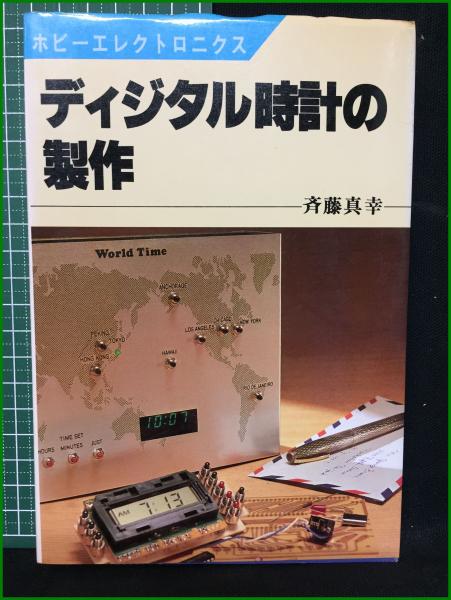 ホビーエレクトロニクス
ディジタル時計の
製作
斉藤真幸
World Time
ANCHORAGE
PEKING
TOKYO
HONG KONG
LOS ANGELES
CHICAGO
NEW YORK
HAWAII
RIO DE JANEIRO
10:07
TIME SET
HOURS
MINUTES
JUST
AM 7:13